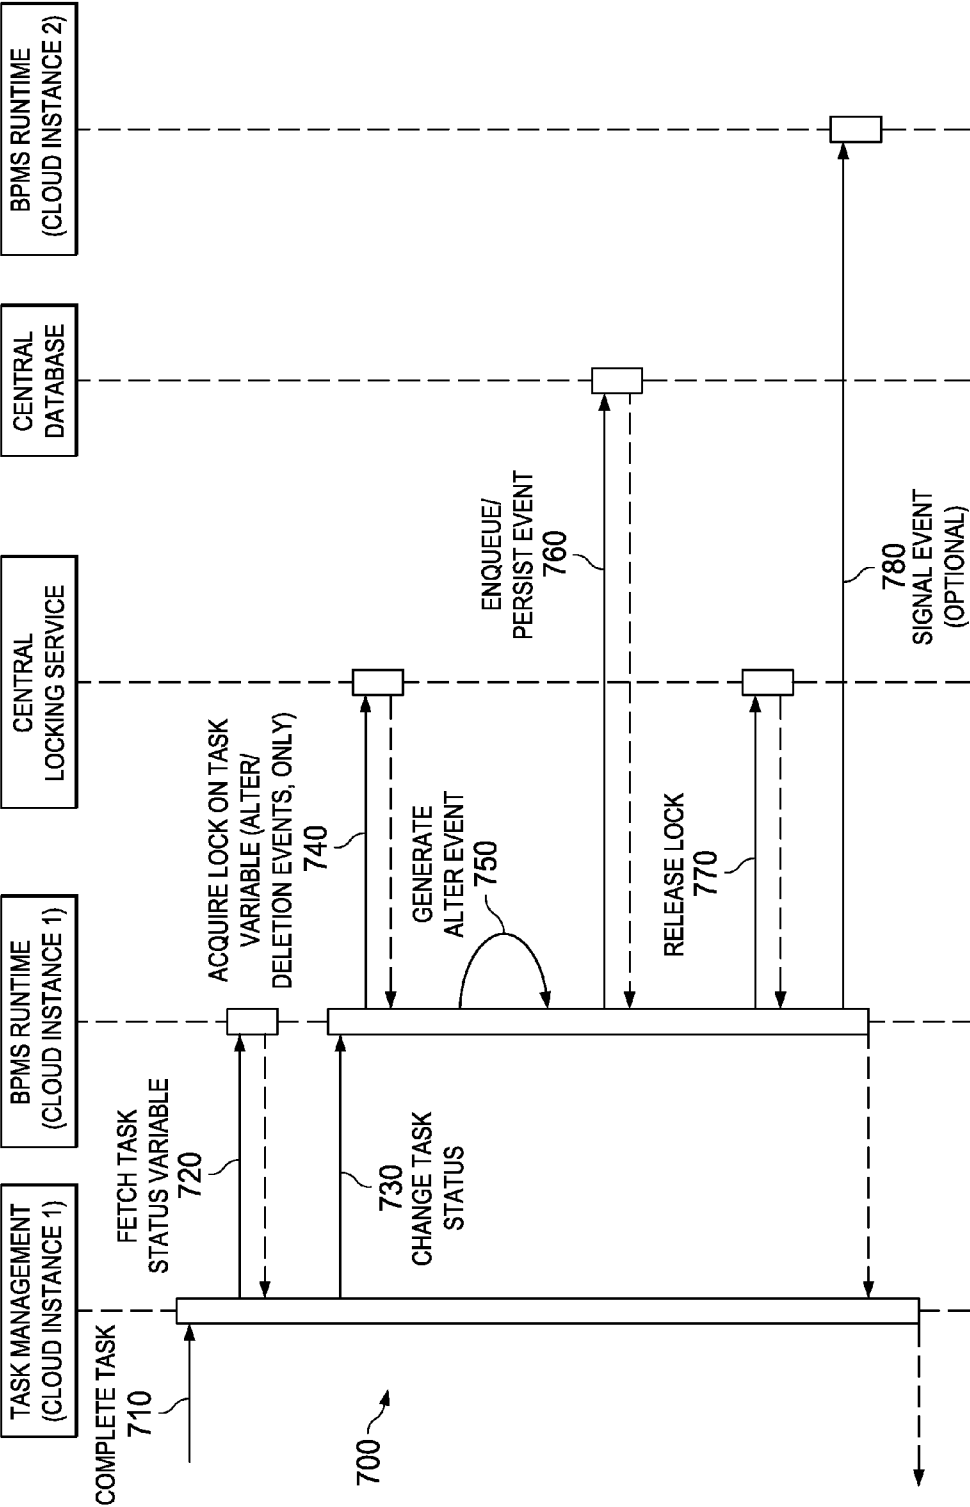 TASK MANAGEMENT
(CLOUD INSTANCE 1)
BPMS RUNTIME
(CLOUD INSTANCE 1)
CENTRAL
LOCKING SERVICE
CENTRAL
DATABASE
BPMS RUNTIME
(CLOUD INSTANCE 2)
COMPLETE TASK
710
FETCH TASK
STATUS VARIABLE
720
730
CHANGE TASK
STATUS
ACQUIRE LOCK ON TASK
VARIABLE (ALTER/
DELETION EVENTS, ONLY)
740
GENERATE
ALTER EVENT
750
ENQUEUE/
PERSIST EVENT
760
RELEASE LOCK
770
780
SIGNAL EVENT
(OPTIONAL)
700